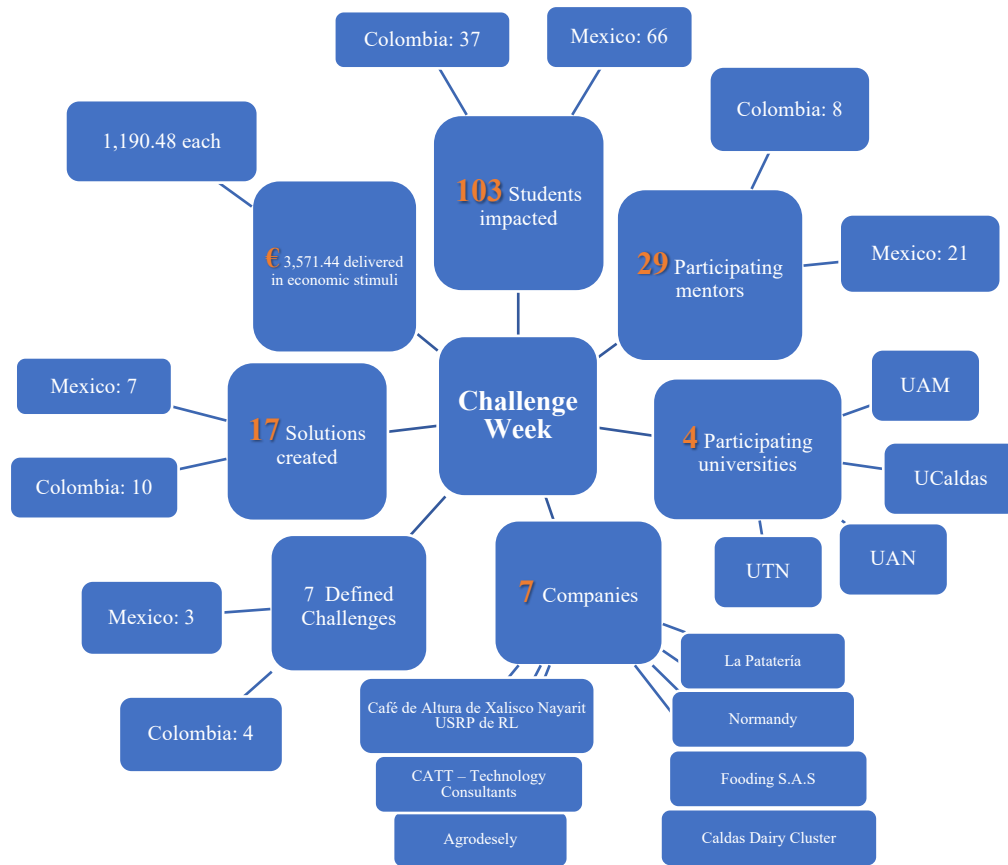 Colombia: 37
Mexico: 66
1,190.48 each
Colombia: 8
103 Students
impacted
€ 3,571.44 delivered
in economic stimuli
29 Participating
mentors
Mexico: 21
Mexico: 7
17 Solutions
created
Colombia: 10
Challenge
Week
4 Participating
universities
UAM
UCaldas
UTN
UAN
7 Defined
Challenges
Mexico: 3
Colombia: 4
7 Companies
La Patatería
Café de Altura de Xalisco Nayarit
USRP de RL
Normandy
CATT – Technology
Consultants
Fooding S.A.S
Agrodesely
Caldas Dairy Cluster